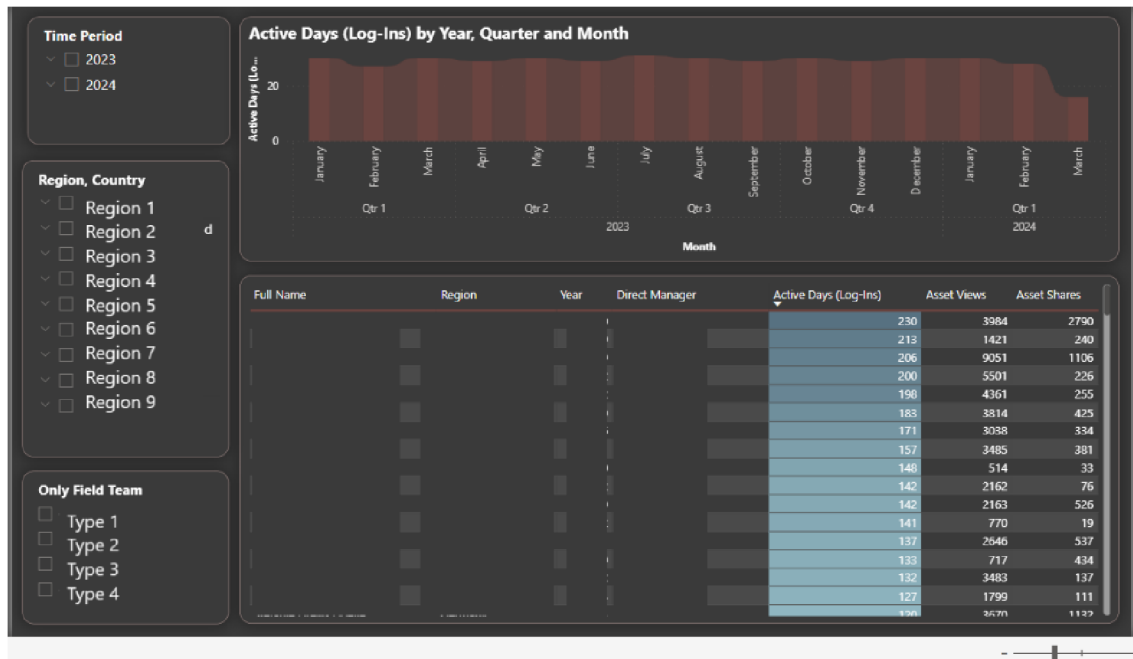 Time Period
2023
2024
Region, Country
Region 1
Region 2 d
Region 3
Region 4
Region 5
Region 6
Region 7
Region 8
Region 9
Only Field Team
Type 1
Type 2
Type 3
Type 4
Active Days (Log-Ins) by Year, Quarter and Month
Active Days (Lo...
20
0
January February March April May June July August September October November December January February March
Qtr 1 Qtr 2 Qtr 3 Qtr 4 Qtr 1
2023 2024
Month
Full Name Region Year Direct Manager Active Days (Log-Ins) Asset Views Asset Shares
230 3984 2790
213 1421 240
206 9051 1106
200 5501 226
198 4361 255
183 3814 425
171 3038 334
157 3485 381
148 514 33
142 2162 76
142 2163 526
141 770 19
137 2646 537
133 717 434
132 3483 137
127 1799 111
120 3670 1132